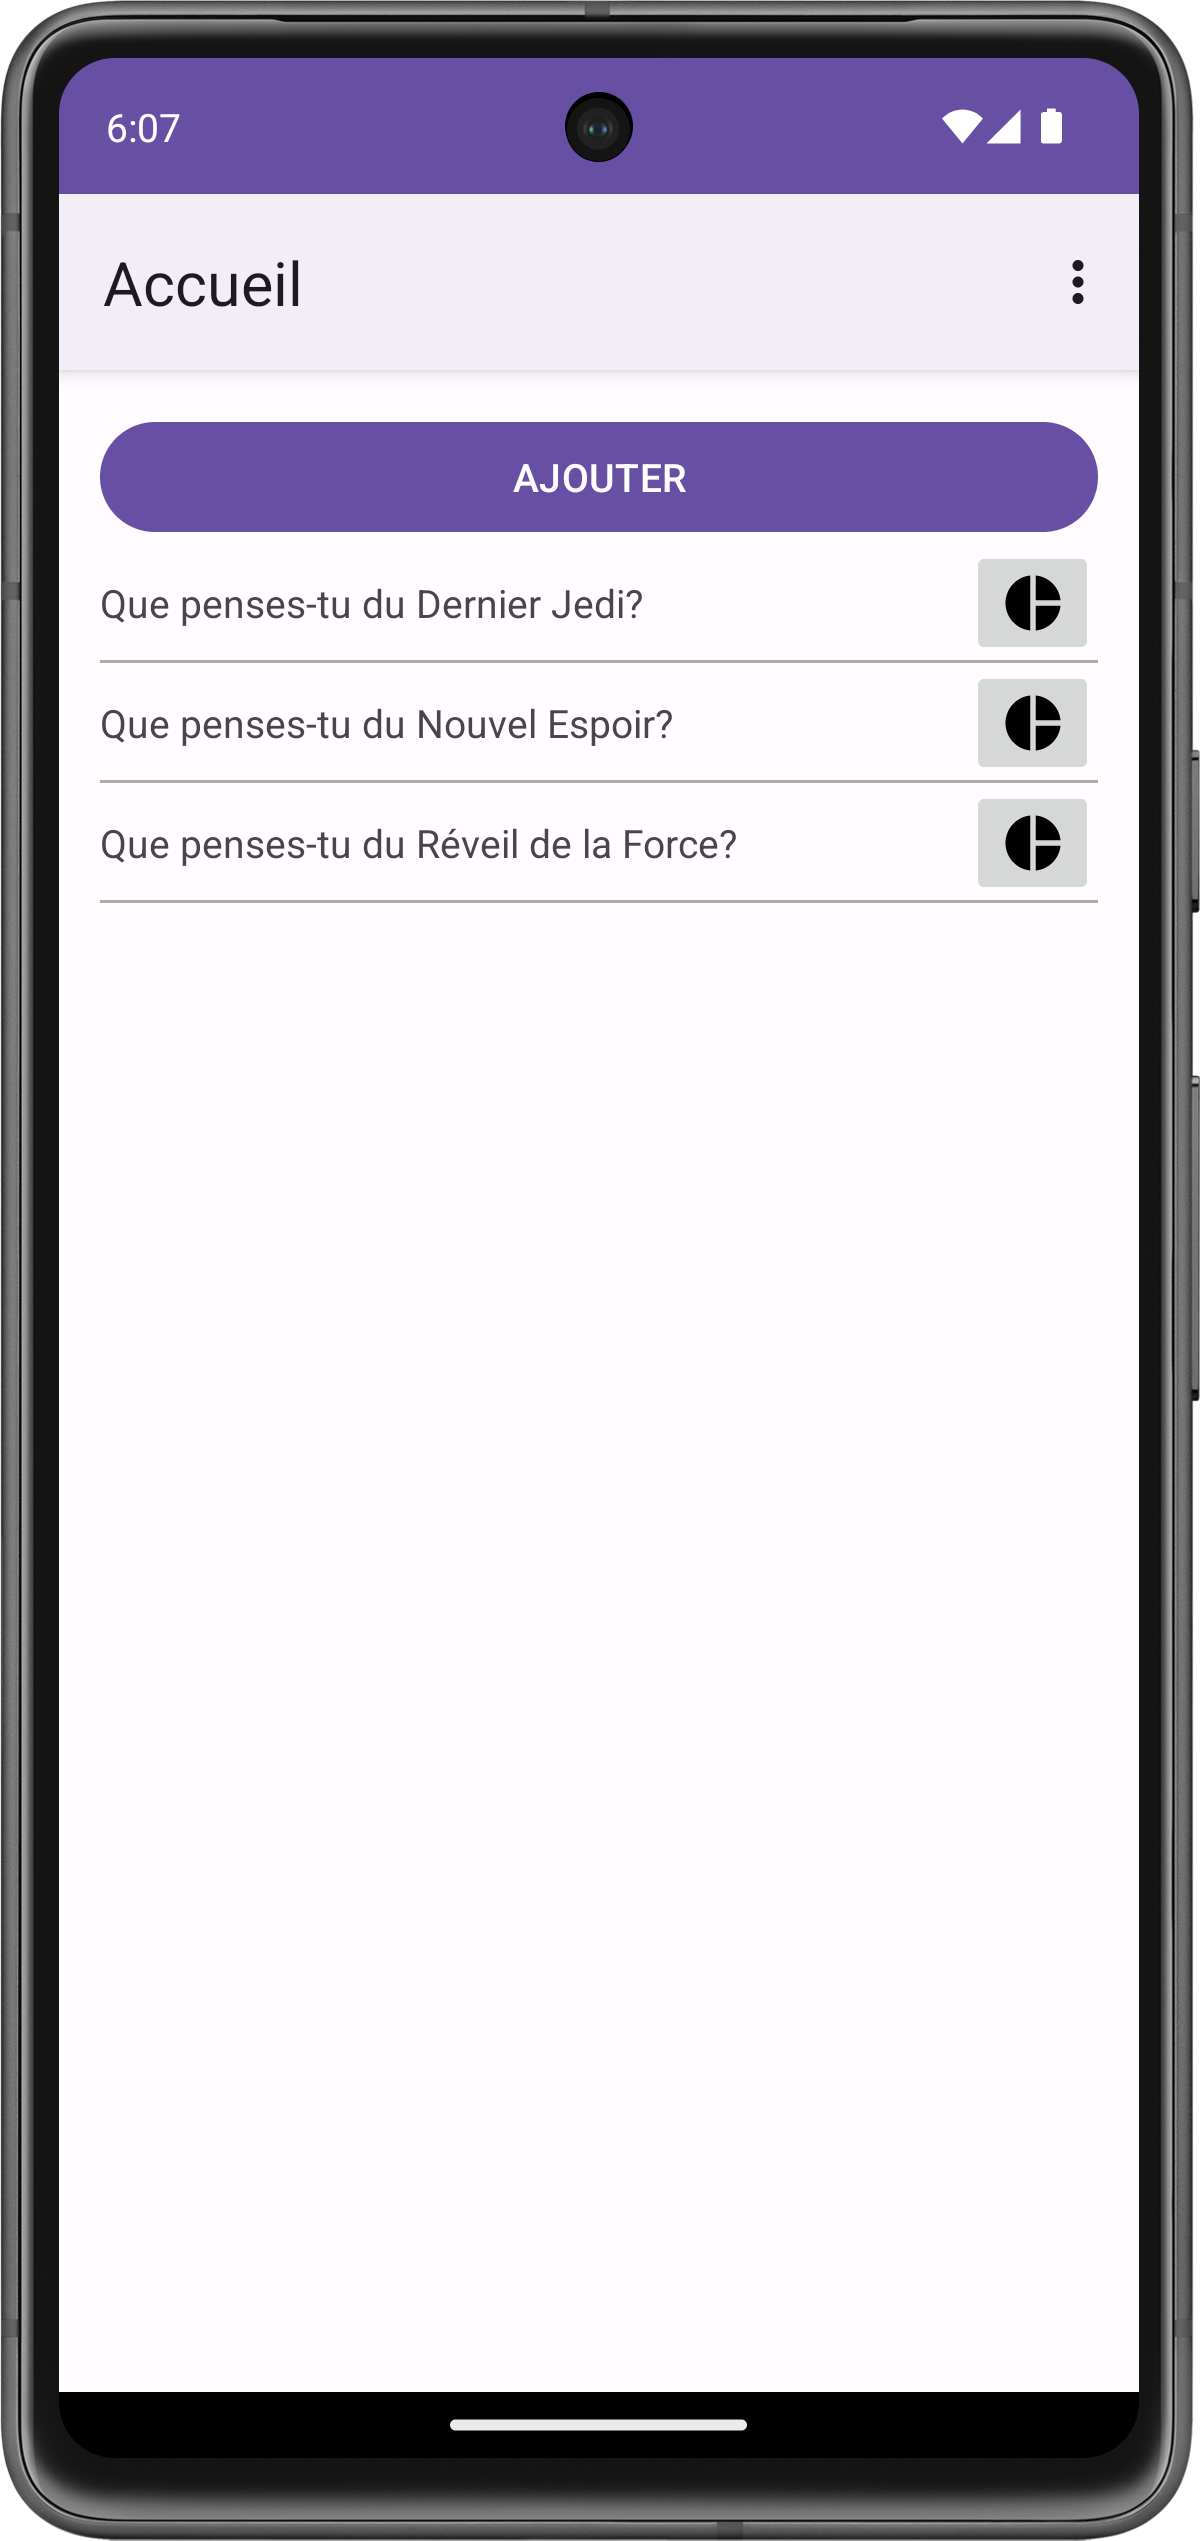 6:07
Accueil
AJOUTER
Que penses-tu du Dernier Jedi?
Que penses-tu du Nouvel Espoir?
Que penses-tu du Réveil de la Force?